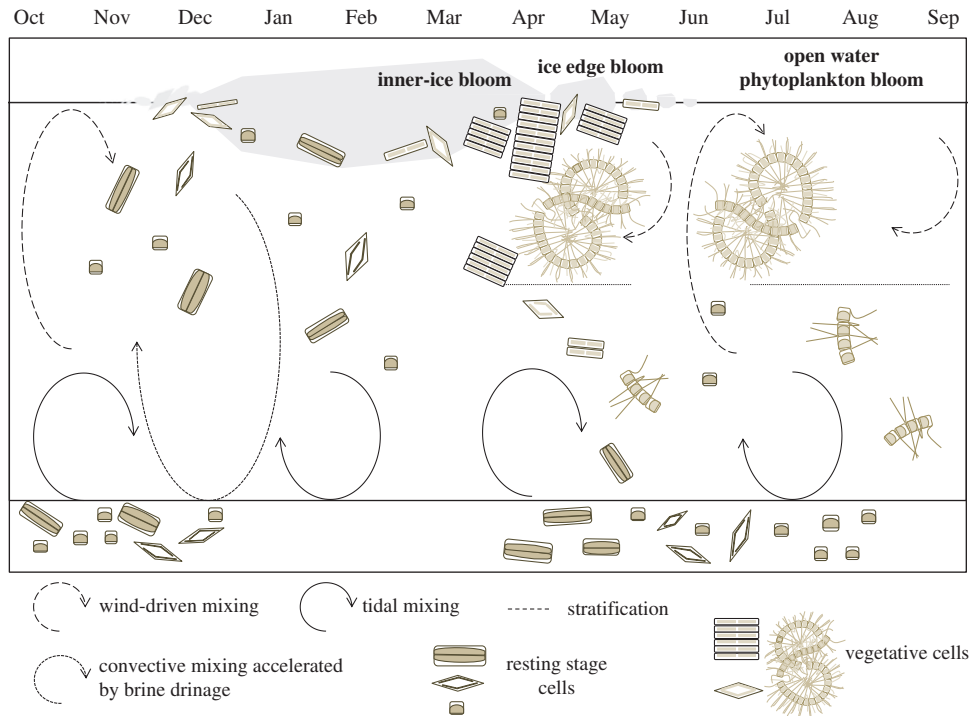 Oct Nov Dec Jan Feb Mar Apr May Jun Jul Aug Sep
inner-ice bloom
ice edge bloom
open water
phytoplankton bloom
wind-driven mixing
tidal mixing
stratification
convective mixing accelerated
by brine drinage
resting stage
cells
vegetative cells